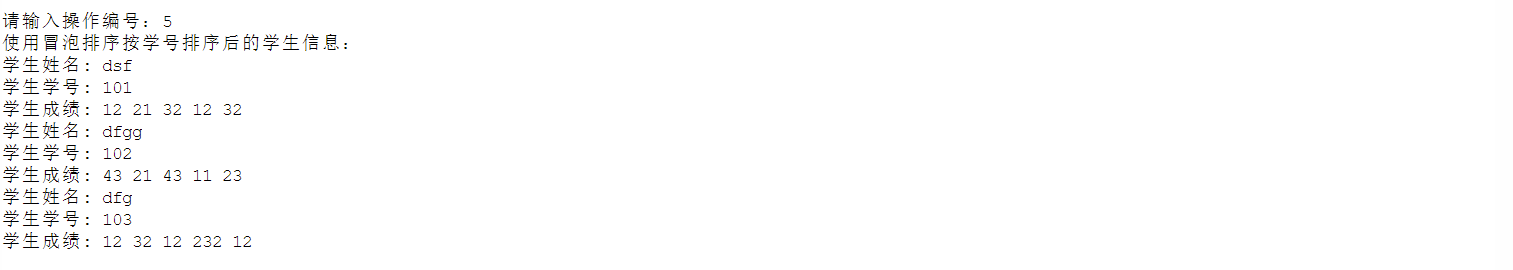 请输入操作编号: 5
使用冒泡排序按学号排序后的学生信息:
学生姓名: dsf
学生学号: 101
学生成绩: 12 21 32 12 32
学生姓名: dfgg
学生学号: 102
学生成绩: 43 21 43 11 23
学生姓名: dfg
学生学号: 103
学生成绩: 12 32 12 232 12